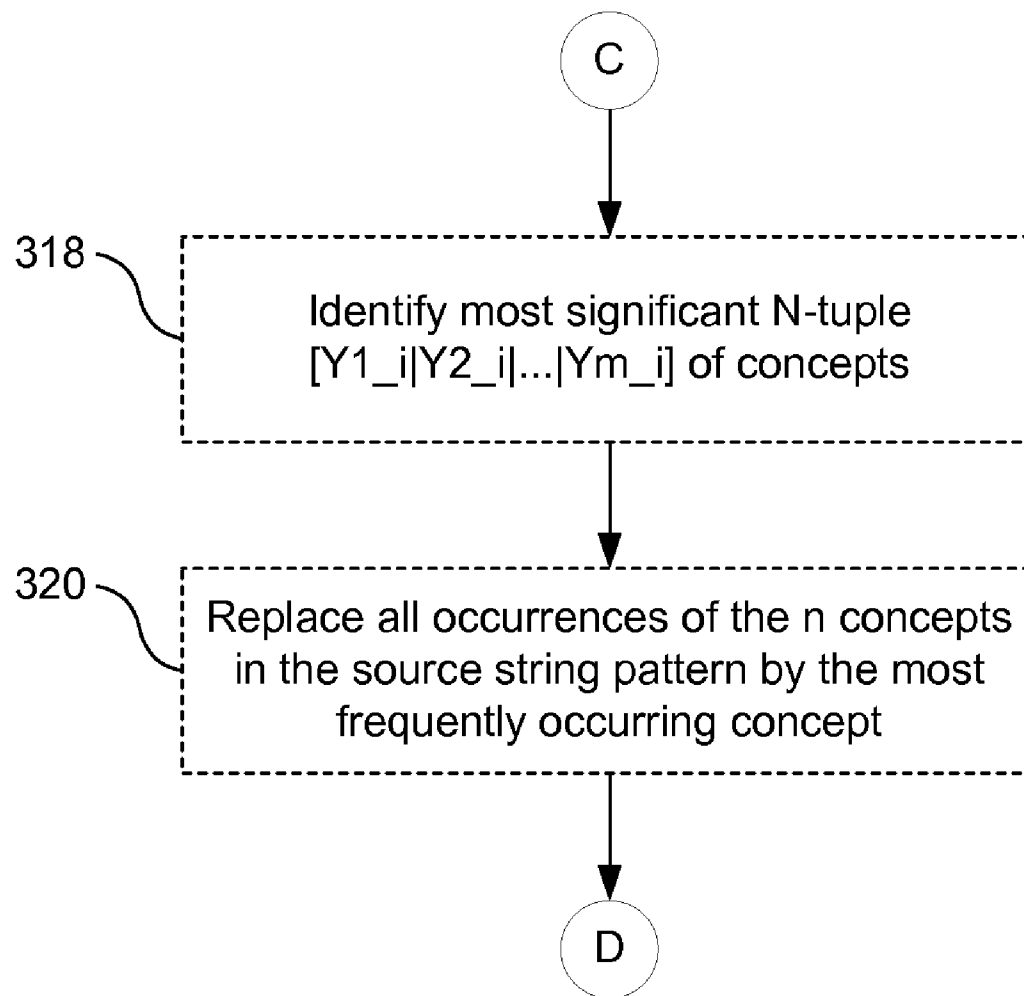 C
318
Identify most significant N-tuple
[Y1_i|Y2_i|...|Ym_i] of concepts
320
Replace all occurrences of the n concepts
in the source string pattern by the most
frequently occurring concept
D